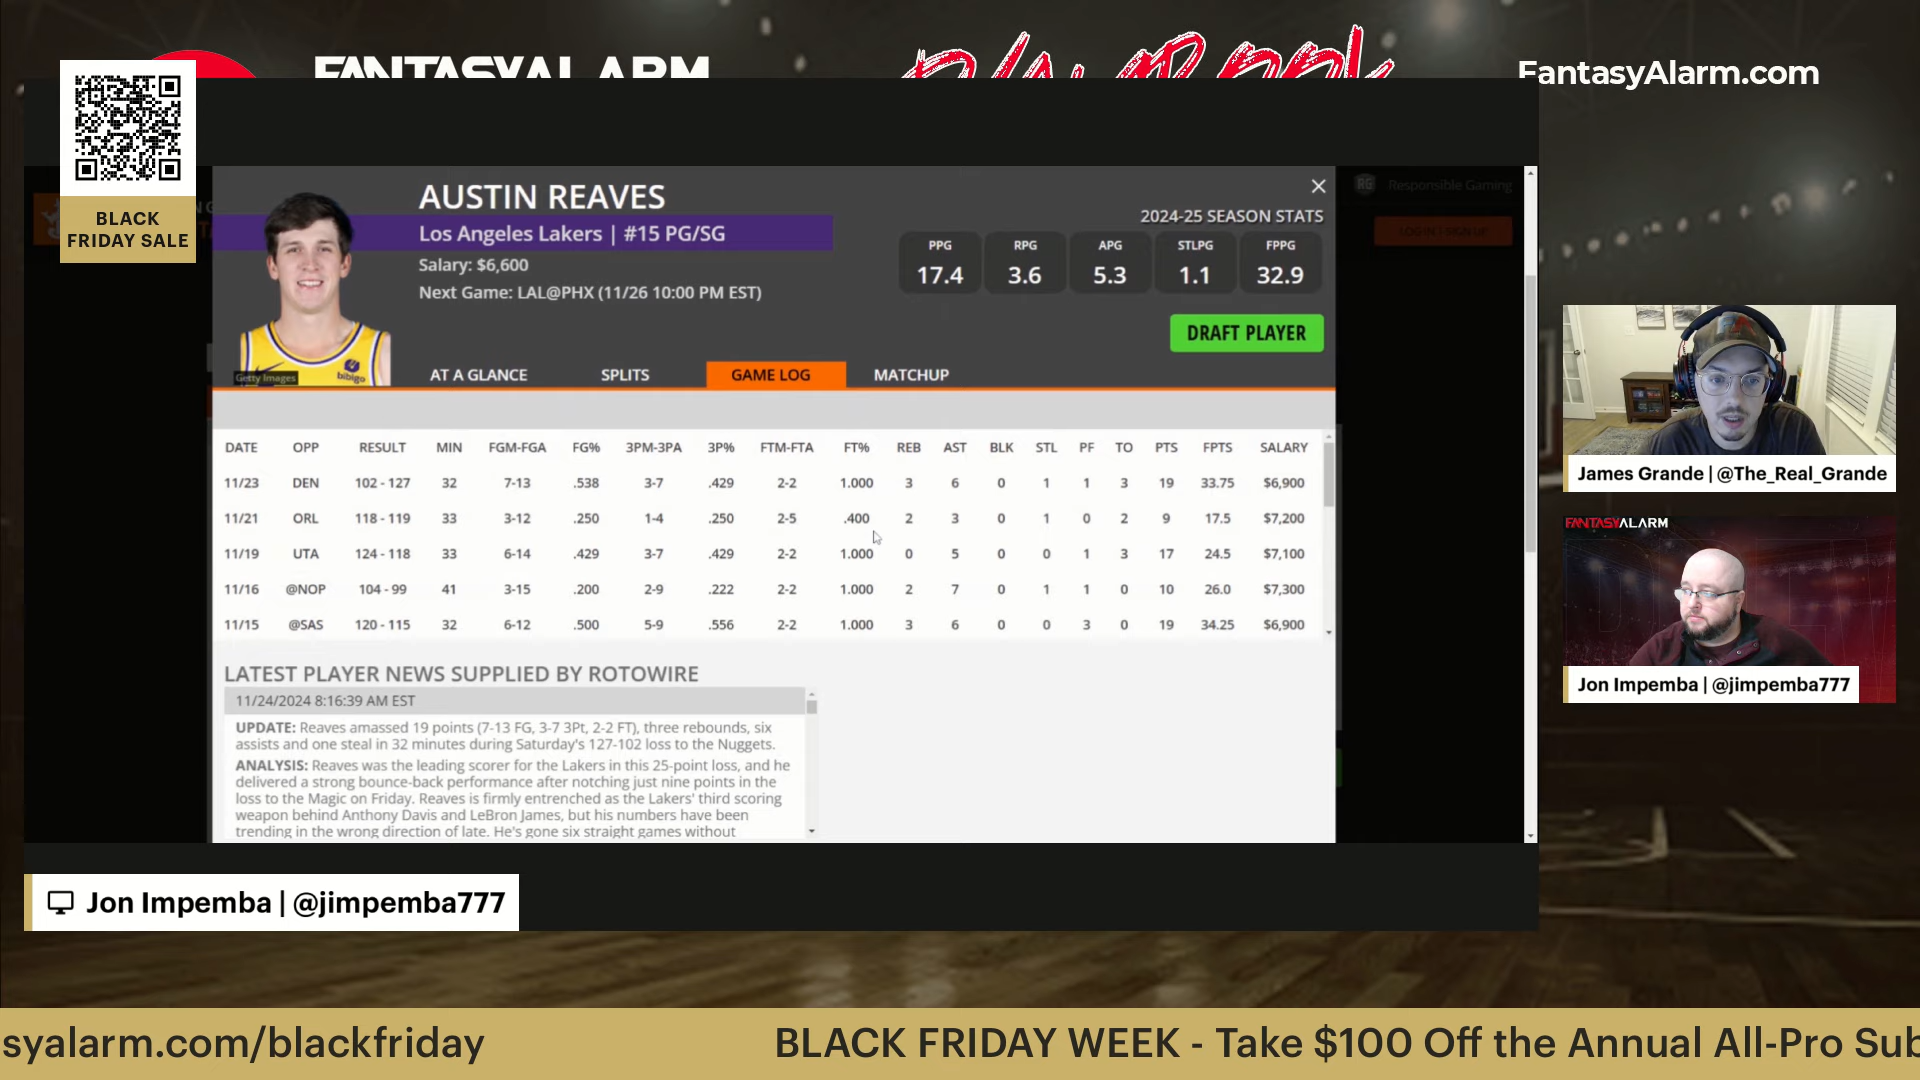 FANTASYALARM
FantasyAlarm.com
BLACK
FRIDAY SALE
AUSTIN REAVES
Los Angeles Lakers | #15 PG/SG
Salary: $6,600
Next Game: LAL@PHX (11/26 10:00 PM EST)
2024-25 SEASON STATS
PPG RPG APG STLPG FPPG
17.4 3.6 5.3 1.1 32.9
DRAFT PLAYER
Responsible Gaming
Getty Images
bibigo
AT A GLANCE SPLITS GAME LOG MATCHUP
DATE OPP RESULT MIN FGM-FGA FG% 3PM-3PA 3P% FTM-FTA FT% REB AST BLK STL PF TO PTS FPTS SALARY
11/23 DEN 102 - 127 32 7-13 .538 3-7 .429 2-2 1.000 3 6 0 1 1 3 19 33.75 $6,900
11/21 ORL 118 - 119 33 3-12 .250 1-4 .250 2-5 .400 2 3 0 1 0 2 9 17.5 $7,200
11/19 UTA 124 - 118 33 6-14 .429 3-7 .429 2-2 1.000 0 5 0 0 1 3 17 24.5 $7,100
11/16 @NOP 104 - 99 41 3-15 .200 2-9 .222 2-2 1.000 2 7 0 1 1 0 10 26.0 $7,300
11/15 @SAS 120 - 115 32 6-12 .500 5-9 .556 2-2 1.000 3 6 0 0 3 0 19 34.25 $6,900
LATEST PLAYER NEWS SUPPLIED BY ROTOWIRE
11/24/2024 8:16:39 AM EST
UPDATE: Reaves amassed 19 points (7-13 FG, 3-7 3Pt, 2-2 FT), three rebounds, six
assists and one steal in 32 minutes during Saturday's 127-102 loss to the Nuggets.
ANALYSIS: Reaves was the leading scorer for the Lakers in this 25-point loss, and he
delivered a strong bounce-back performance after notching just nine points in the
loss to the Magic on Friday. Reaves is firmly entrenched as the Lakers' third scoring
weapon behind Anthony Davis and LeBron James, but his numbers have been
trending in the wrong direction of late. He's gone six straight games without
James Grande | @The_Real_Grande
FANTASYALARM
Jon Impemba | @jimpemba777
Jon Impemba | @jimpemba777
syalarm.com/blackfriday BLACK FRIDAY WEEK - Take $100 Off the Annual All-Pro Sub